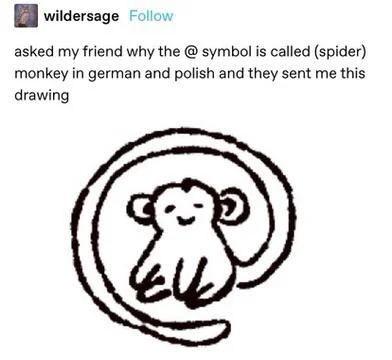 wildersage Follow
asked my friend why the @ symbol is called (spider)
monkey in german and polish and they sent me this
drawing